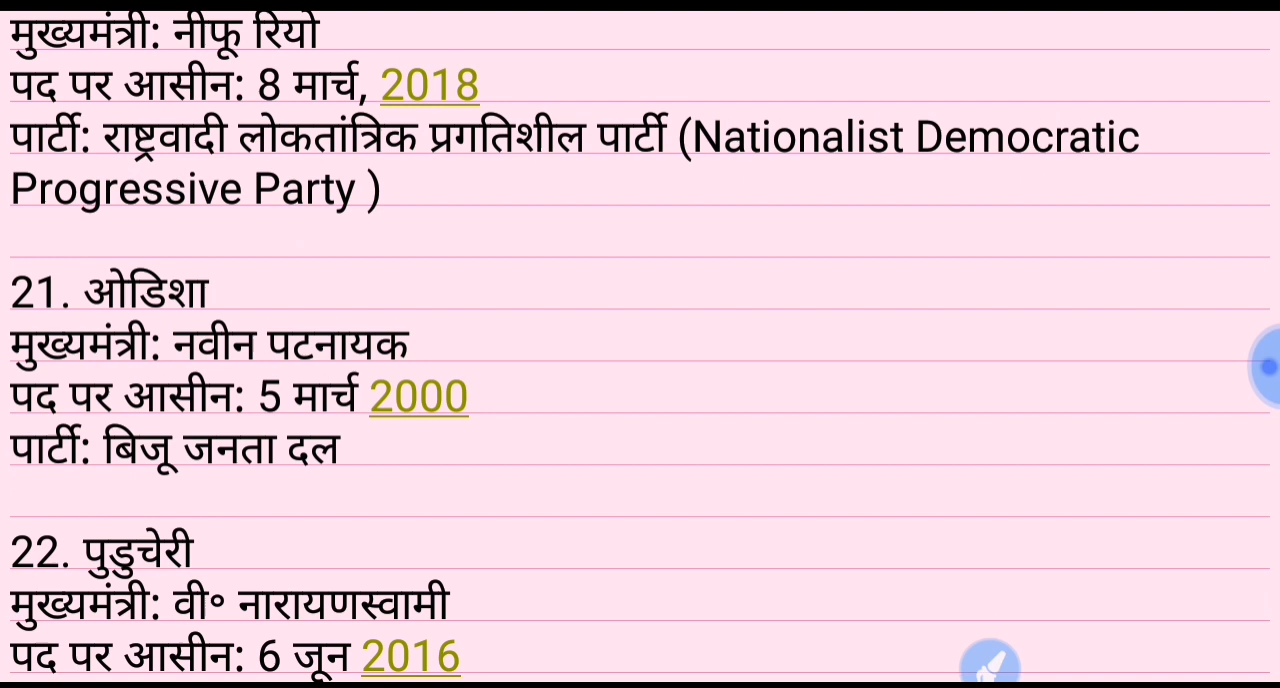 मुख्यमंत्री: नीफू रियो
पद पर आसीन: 8 मार्च, 2018
पार्टी: राष्ट्रवादी लोकतांत्रिक प्रगतिशील पार्टी (Nationalist Democratic
Progressive Party )
21. ओडिशा
मुख्यमंत्री: नवीन पटनायक
पद पर आसीन: 5 मार्च 2000
पार्टी: बिजू जनता दल
22. पुडुचेरी
मुख्यमंत्री: वी॰ नारायणस्वामी
पद पर आसीन: 6 जून 2016